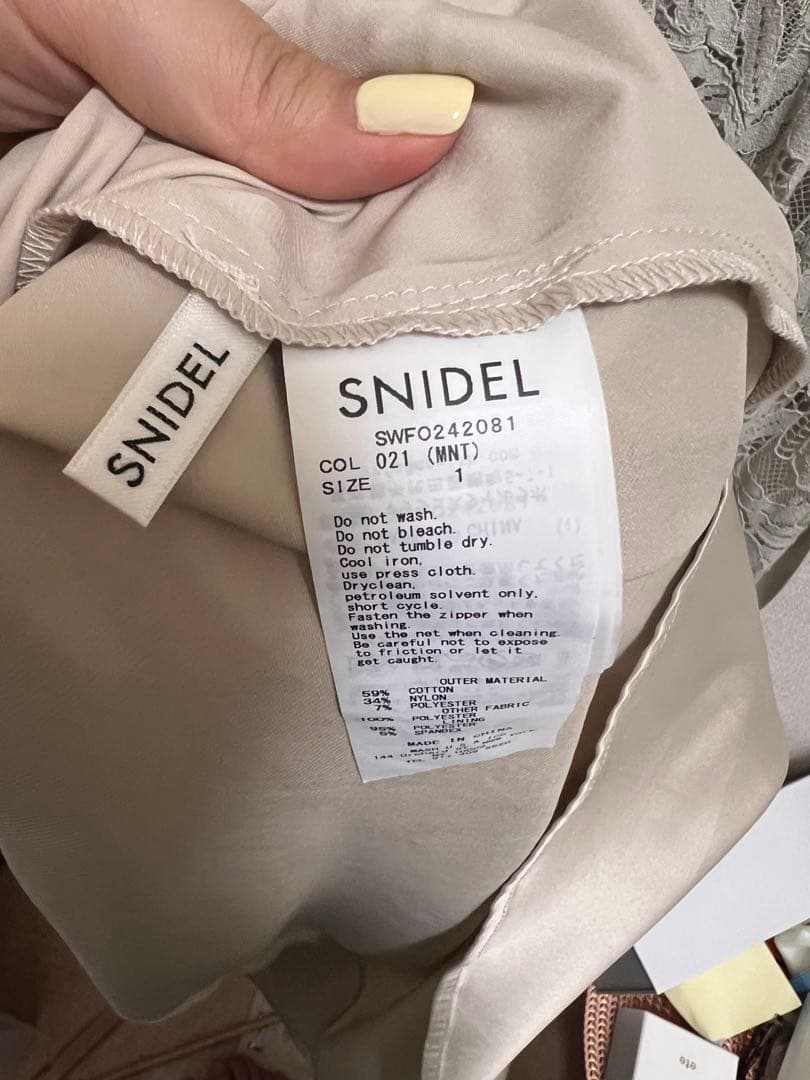 SNIDEL
SNIDEL
SWFO242081
COL 021 (MNT)
SIZE 1
Do not wash.
Do not bleach.
Do not tumble dry.
Cool iron,
use press cloth.
Dryclean,
petroleum solvent only,
short cycle.
Fasten the zipper when
washing.
Use the net when cleaning.
Be careful not to expose
to friction or let it
get caught.
OUTER MATERIAL
59% COTTON
34% NYLON
7% POLYESTER
OTHER FABRIC
100% POLYESTER
LINING
95% POLYESTER
5% SPANDEX
MADE IN CHINA
144
TEL
ete